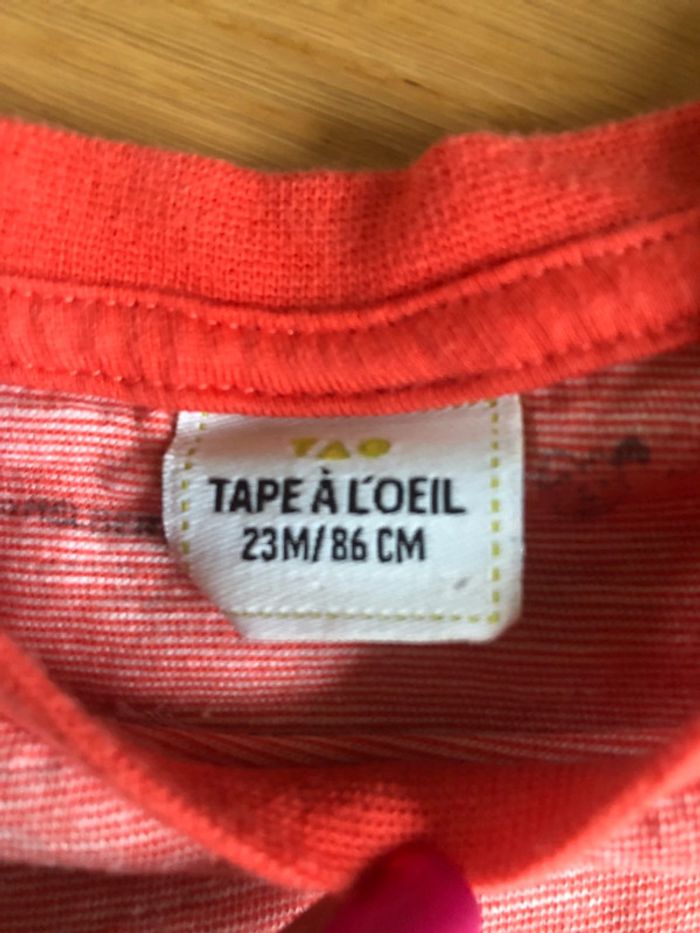 TAO
TAPE À L'OEIL
23M/86 CM